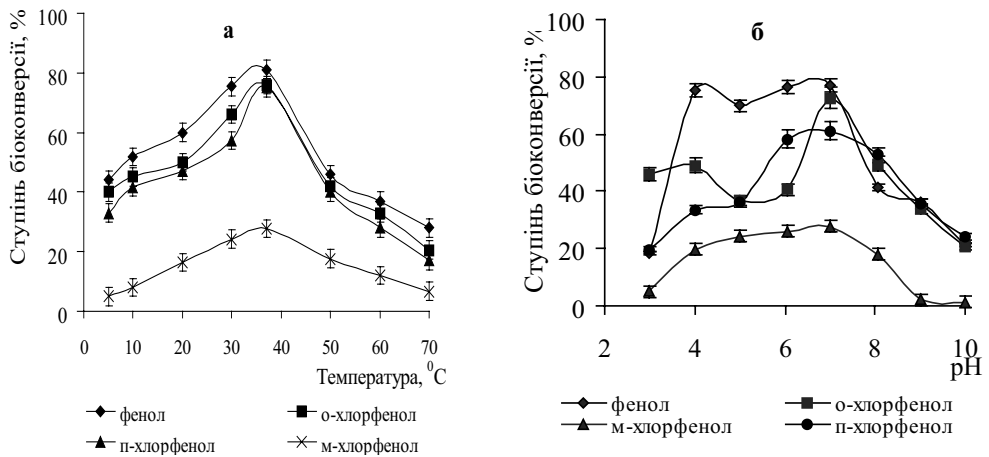 а
Ступінь біоконверсії, %
100
80
60
40
20
0
0 10 20 30 40 50 60 70
Температура, ⁰С
фенол
о-хлорфенол
п-хлорфенол
м-хлорфенол
б
Ступінь біоконверсії, %
100
80
60
40
20
0
2 4 6 8 10
рН
фенол
о-хлорфенол
м-хлорфенол
п-хлорфенол